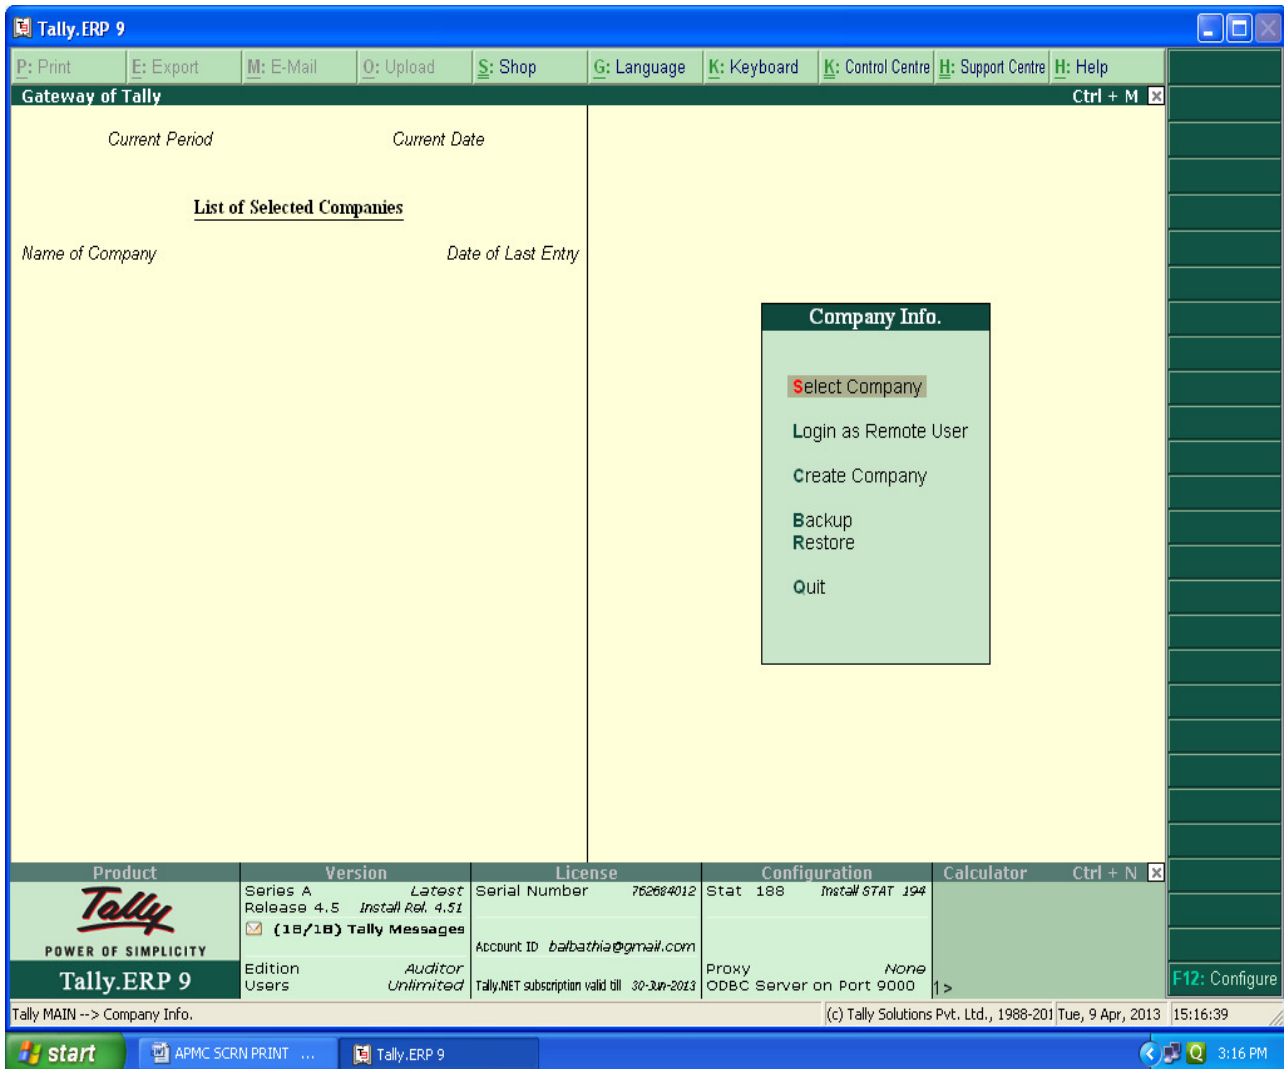 Tally.ERP 9
P: Print E: Export M: E-Mail O: Upload S: Shop G: Language K: Keyboard K: Control Centre H: Support Centre H: Help
Gateway of Tally Ctrl + M
Current Period Current Date
List of Selected Companies
Name of Company Date of Last Entry
Company Info.
Select Company
Login as Remote User
Create Company
Backup
Restore
Quit
Product Version License Configuration Calculator Ctrl + N
Tally
POWER OF SIMPLICITY
Tally.ERP 9
Series A Latest
Release 4.5 Install Rel. 4.51
(18/18) Tally Messages
Edition Auditor
Users Unlimited
Serial Number 762684012
Account ID balbathia@gmail.com
Tally.NET subscription valid till 30-Jun-2013
Stat 188 Install STAT 194
Proxy None
ODBC Server on Port 9000
1>
F12: Configure
Tally MAIN --> Company Info. (c) Tally Solutions Pvt. Ltd., 1988-201 Tue, 9 Apr, 2013 15:16:39
start APMC SCRN PRINT ... Tally.ERP 9 3:16 PM